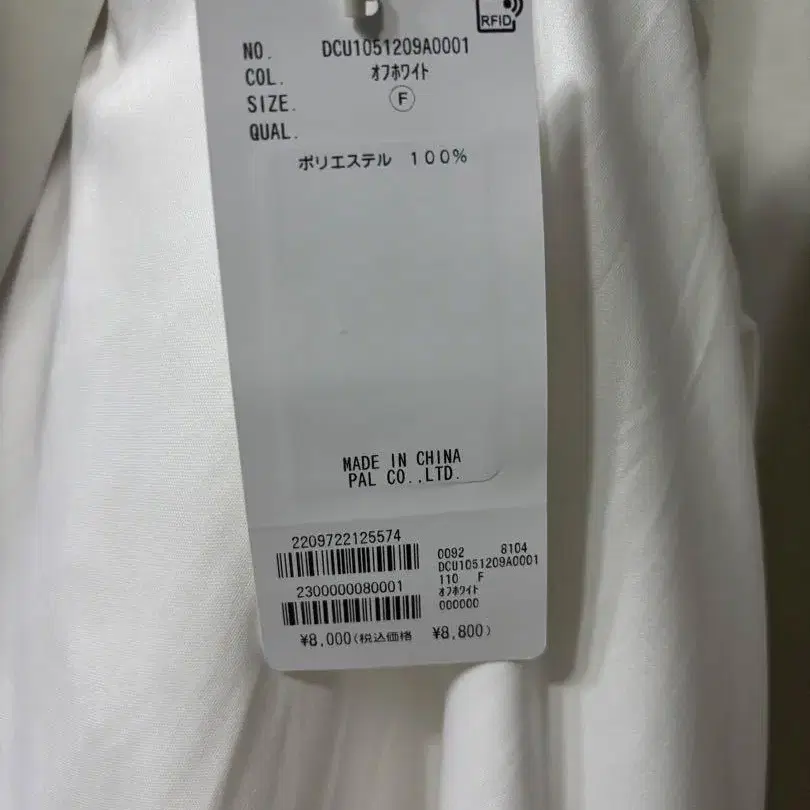 RFID
NO. DCU1051209A0001
COL. オフホワイト
SIZE. F
QUAL.
ポリエステル 100%
MADE IN CHINA
PAL CO.,LTD.
2209722125574
2300000080001
¥8,000(税込価格 ¥8,800)
0092 8104
DCU1051209A0001
110 F
オフホワイト
000000